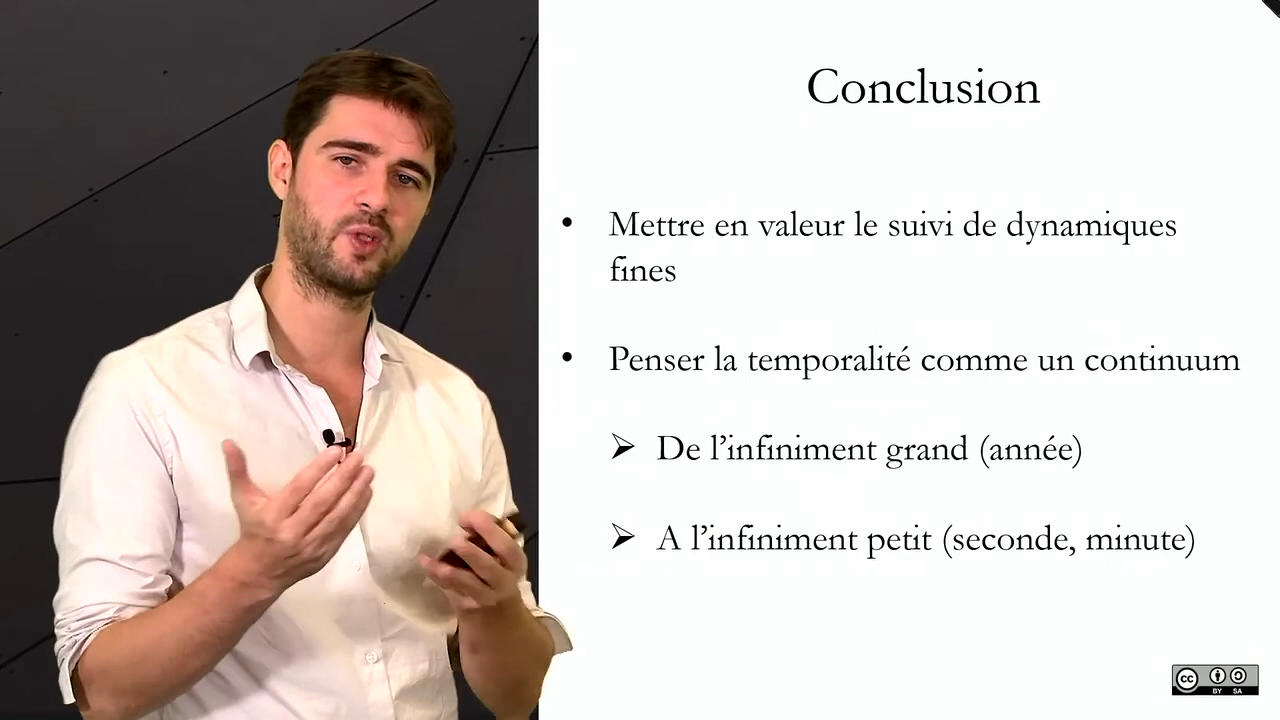 Conclusion
• Mettre en valeur le suivi de dynamiques
fines
• Penser la temporalité comme un continuum
➢ De l’infiniment grand (année)
➢ A l’infiniment petit (seconde, minute)
cc
BY SA